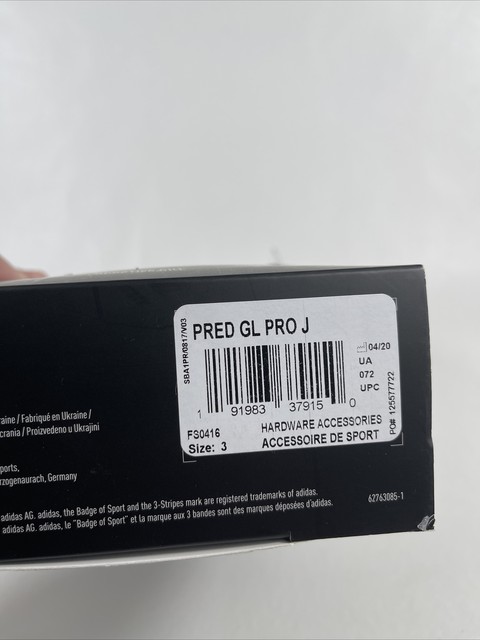 PRED GL PRO J
SBA1PR/0817/V03
04/20
UA
072
UPC
1 91983 37915 0
PO# 125577722
FS0416
HARDWARE ACCESSORIES
Size: 3
ACCESSOIRE DE SPORT
raine / Fabriqué en Ukraine /
crania / Proizvedeno u Ukrajini
ports,
rzogenaurach, Germany
adidas AG. adidas, the Badge of Sport and the 3-Stripes mark are registered trademarks of adidas.
adidas AG. adidas, le "Badge of Sport" et la marque aux 3 bandes sont des marques déposées d'adidas.
62763085-1